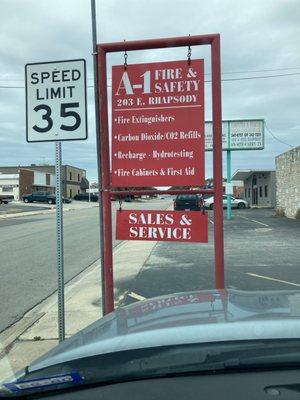 SPEED
LIMIT
35
A-1 FIRE &
SAFETY
203 E. RHAPSODY
• Fire Extinguishers
• Carbon Dioxide/CO2 Refills
• Recharge - Hydrotesting
• Fire Cabinets & First Aid
SALES &
SERVICE